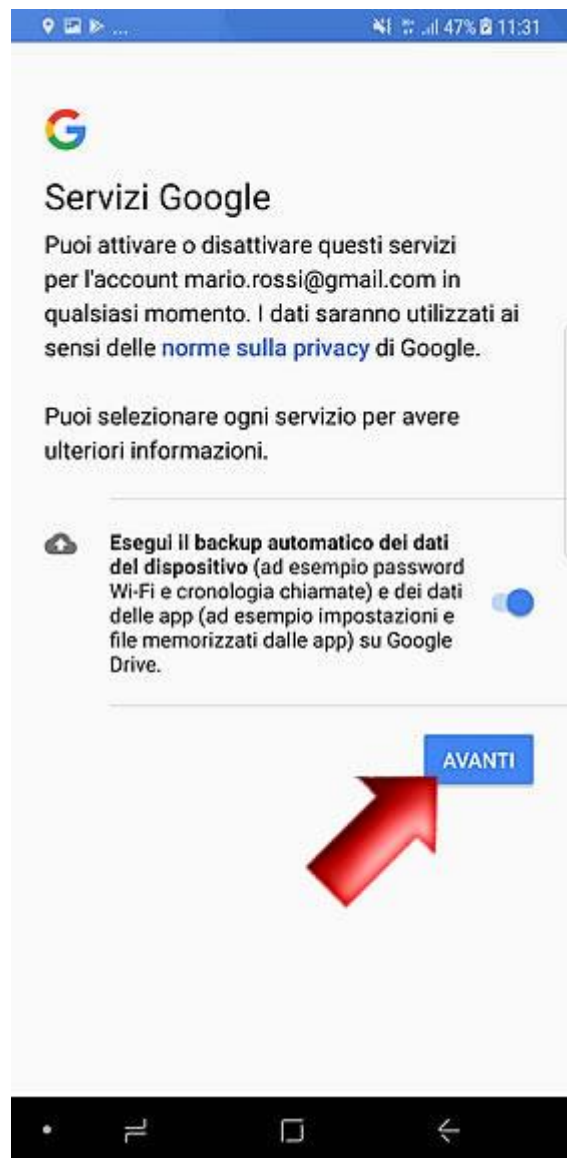 ... 47% 11:31
Servizi Google
Puoi attivare o disattivare questi servizi
per l'account mario.rossi@gmail.com in
qualsiasi momento. I dati saranno utilizzati ai
sensi delle norme sulla privacy di Google.
Puoi selezionare ogni servizio per avere
ulteriori informazioni.
Esegui il backup automatico dei dati
del dispositivo (ad esempio password
Wi-Fi e cronologia chiamate) e dei dati
delle app (ad esempio impostazioni e
file memorizzati dalle app) su Google
Drive.
AVANTI